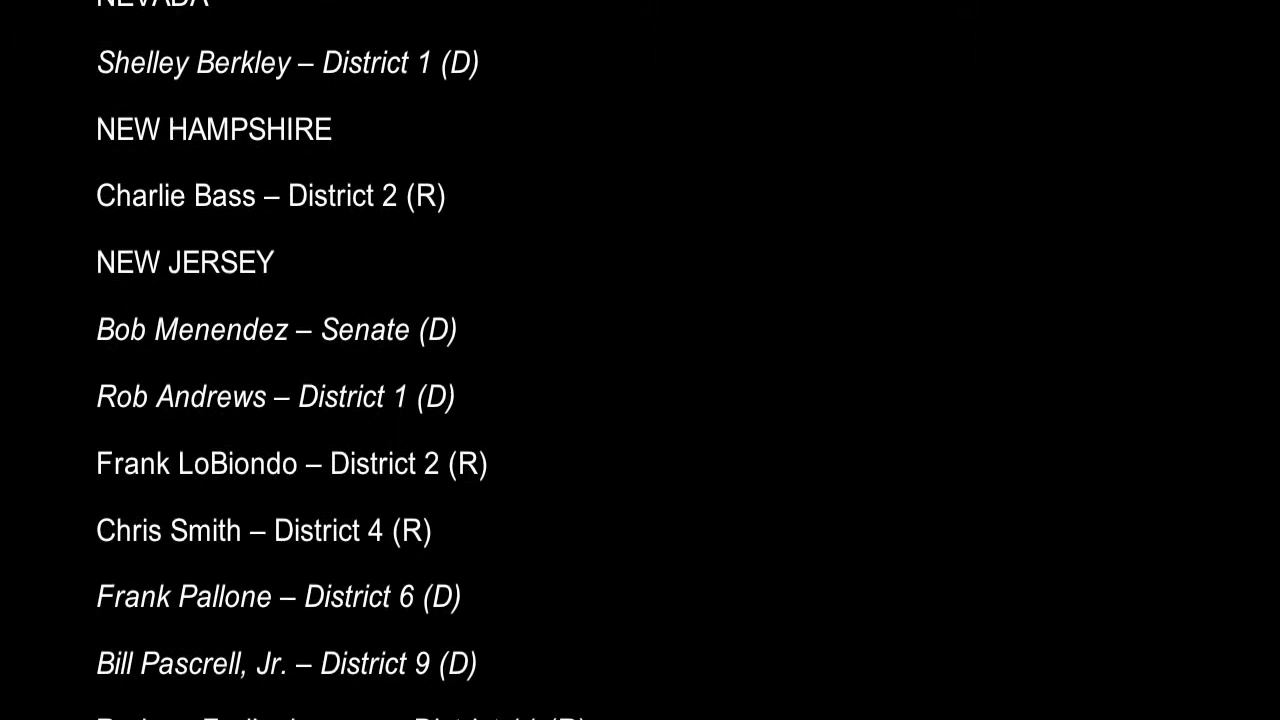 NEVADA
Shelley Berkley – District 1 (D)
NEW HAMPSHIRE
Charlie Bass – District 2 (R)
NEW JERSEY
Bob Menendez – Senate (D)
Rob Andrews – District 1 (D)
Frank LoBiondo – District 2 (R)
Chris Smith – District 4 (R)
Frank Pallone – District 6 (D)
Bill Pascrell, Jr. – District 9 (D)